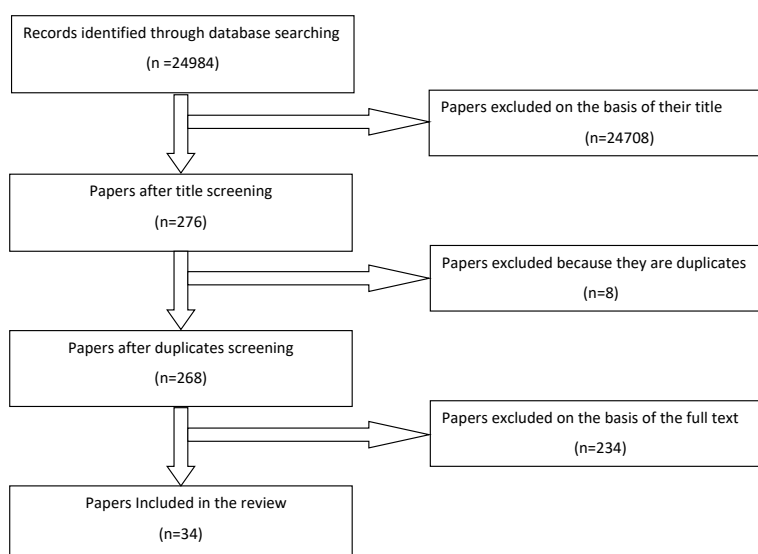 Records identified through database searching
(n =24984)
Papers excluded on the basis of their title
(n=24708)
Papers after title screening
(n=276)
Papers excluded because they are duplicates
(n=8)
Papers after duplicates screening
(n=268)
Papers excluded on the basis of the full text
(n=234)
Papers Included in the review
(n=34)